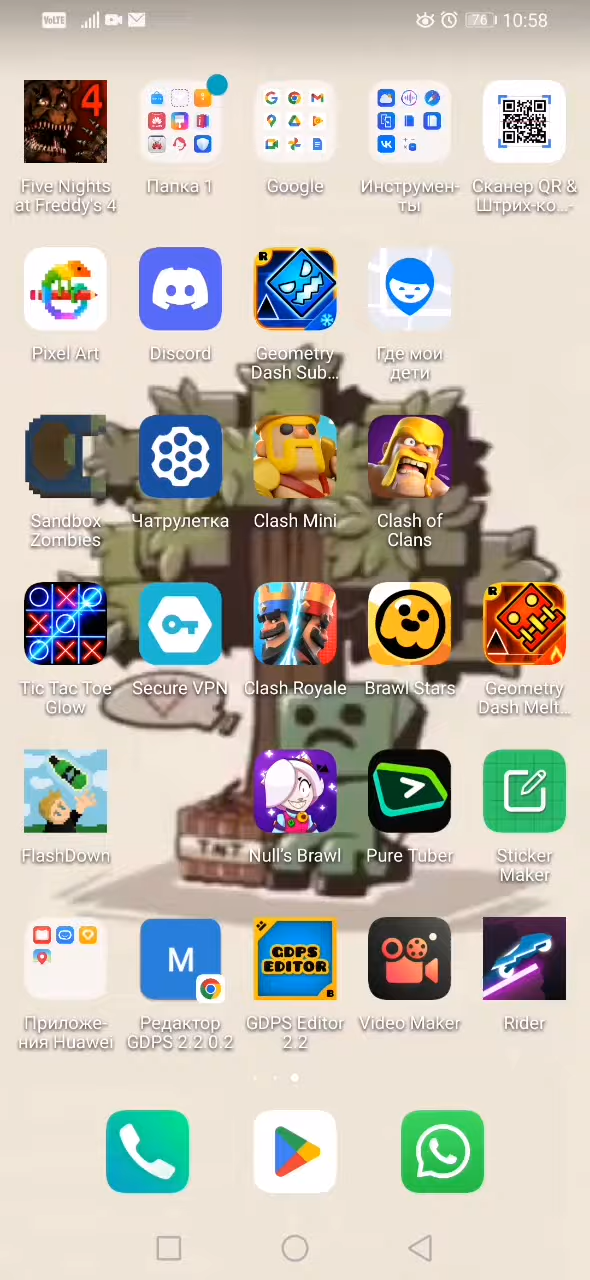 VoLTE 76 10:58
4
Five Nights
at Freddy's 4
Папка 1
Google
Инструмен-
ты
Сканер QR &
Штрих-ко...-
Pixel Art
Discord
Geometry
Dash Sub...
Где мои
дети
Sandbox
Zombies
Чатрулетка
Clash Mini
Clash of
Clans
Tic Tac Toe
Glow
Secure VPN
Clash Royale
Brawl Stars
Geometry
Dash Melt...
TNT
FlashDown
Null's Brawl
Pure Tuber
Sticker
Maker
M
GDPS
EDITOR
Приложе-
ния Huawei
Редактор
GDPS 2.2.0.2
GDPS Editor
2.2
Video Maker
Rider